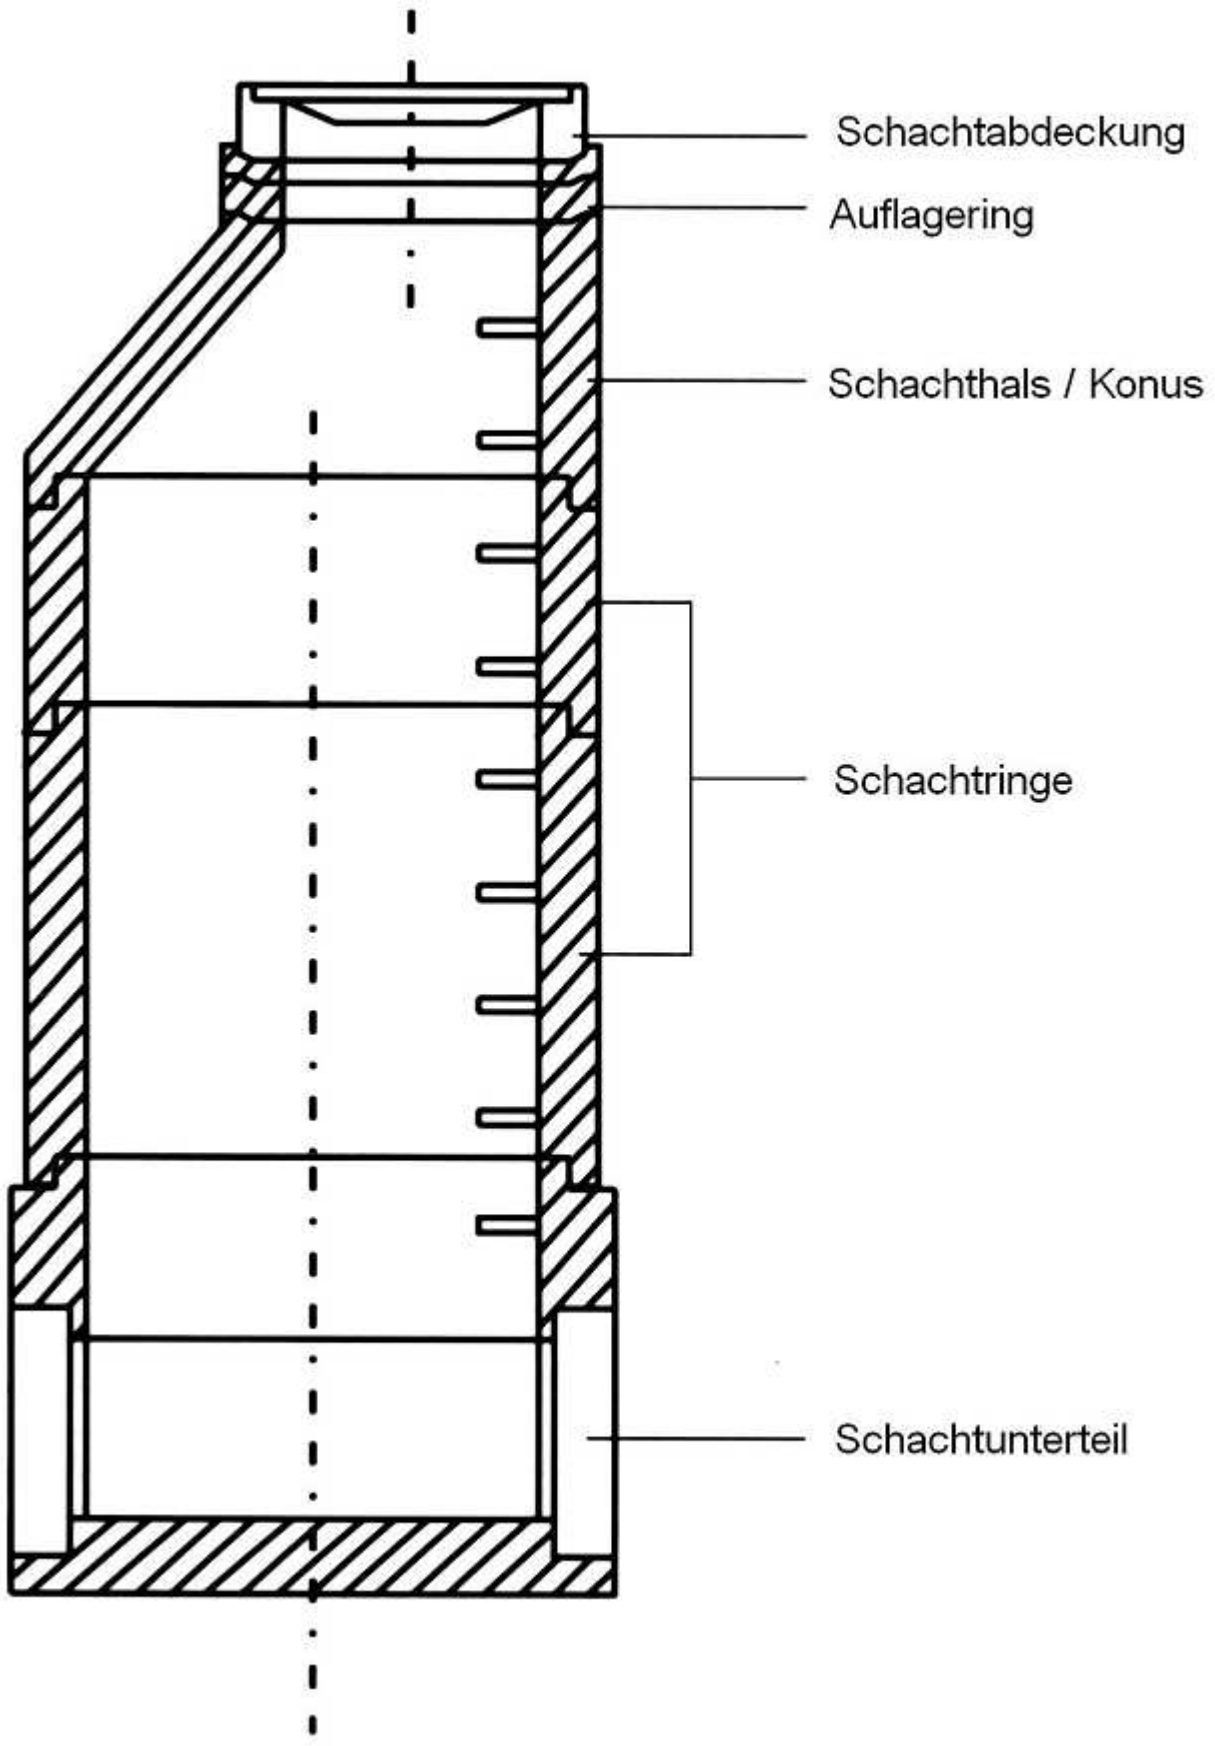 Schachtabdeckung
Auflagering
Schachthals / Konus
Schachtringe
Schachtunterteil